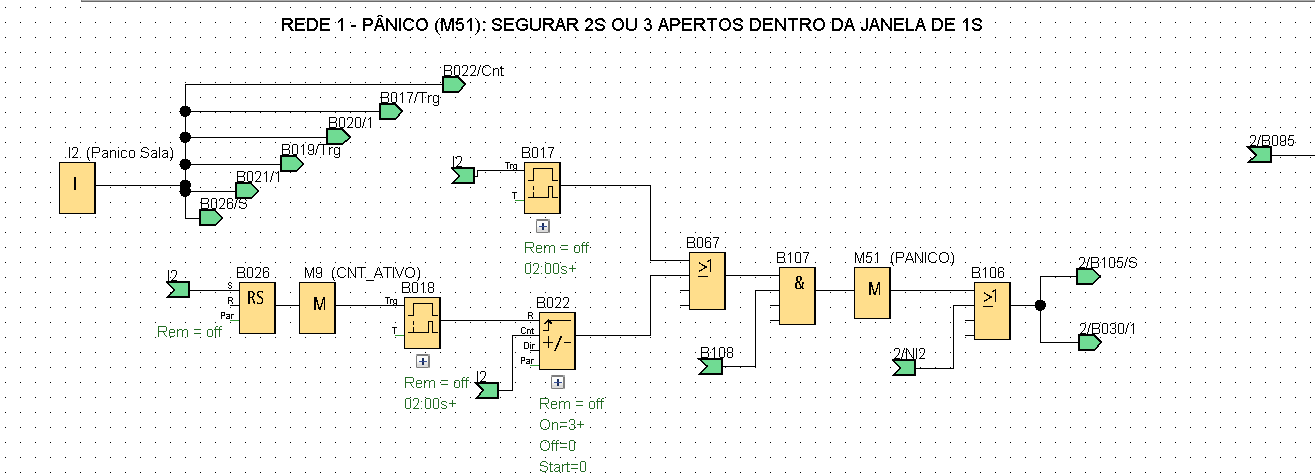 REDE 1 - PÂNICO (M51): SEGURAR 2S OU 3 APERTOS DENTRO DA JANELA DE 1S
B022/Cnt
B017/Trg
B020/1
B019/Trg
B021/1
B026/S
I2 (Panico Sala)
I
I2
B017
Trg
T
Rem = off
02:00s+
2/B085
I2
B026
S
R
Par
RS
Rem = off
M9 (CNT_ATIVO)
M
B018
Trg
T
Rem = off
02:00s+
I2
B022
R
Cnt
Dir
Par
+/-
Rem = off
On=3+
Off=0
Start=0
B067
≥1
B108
B107
&
M51 (PANICO)
M
2/NI2
B106
≥1
2/B105/S
2/B030/1